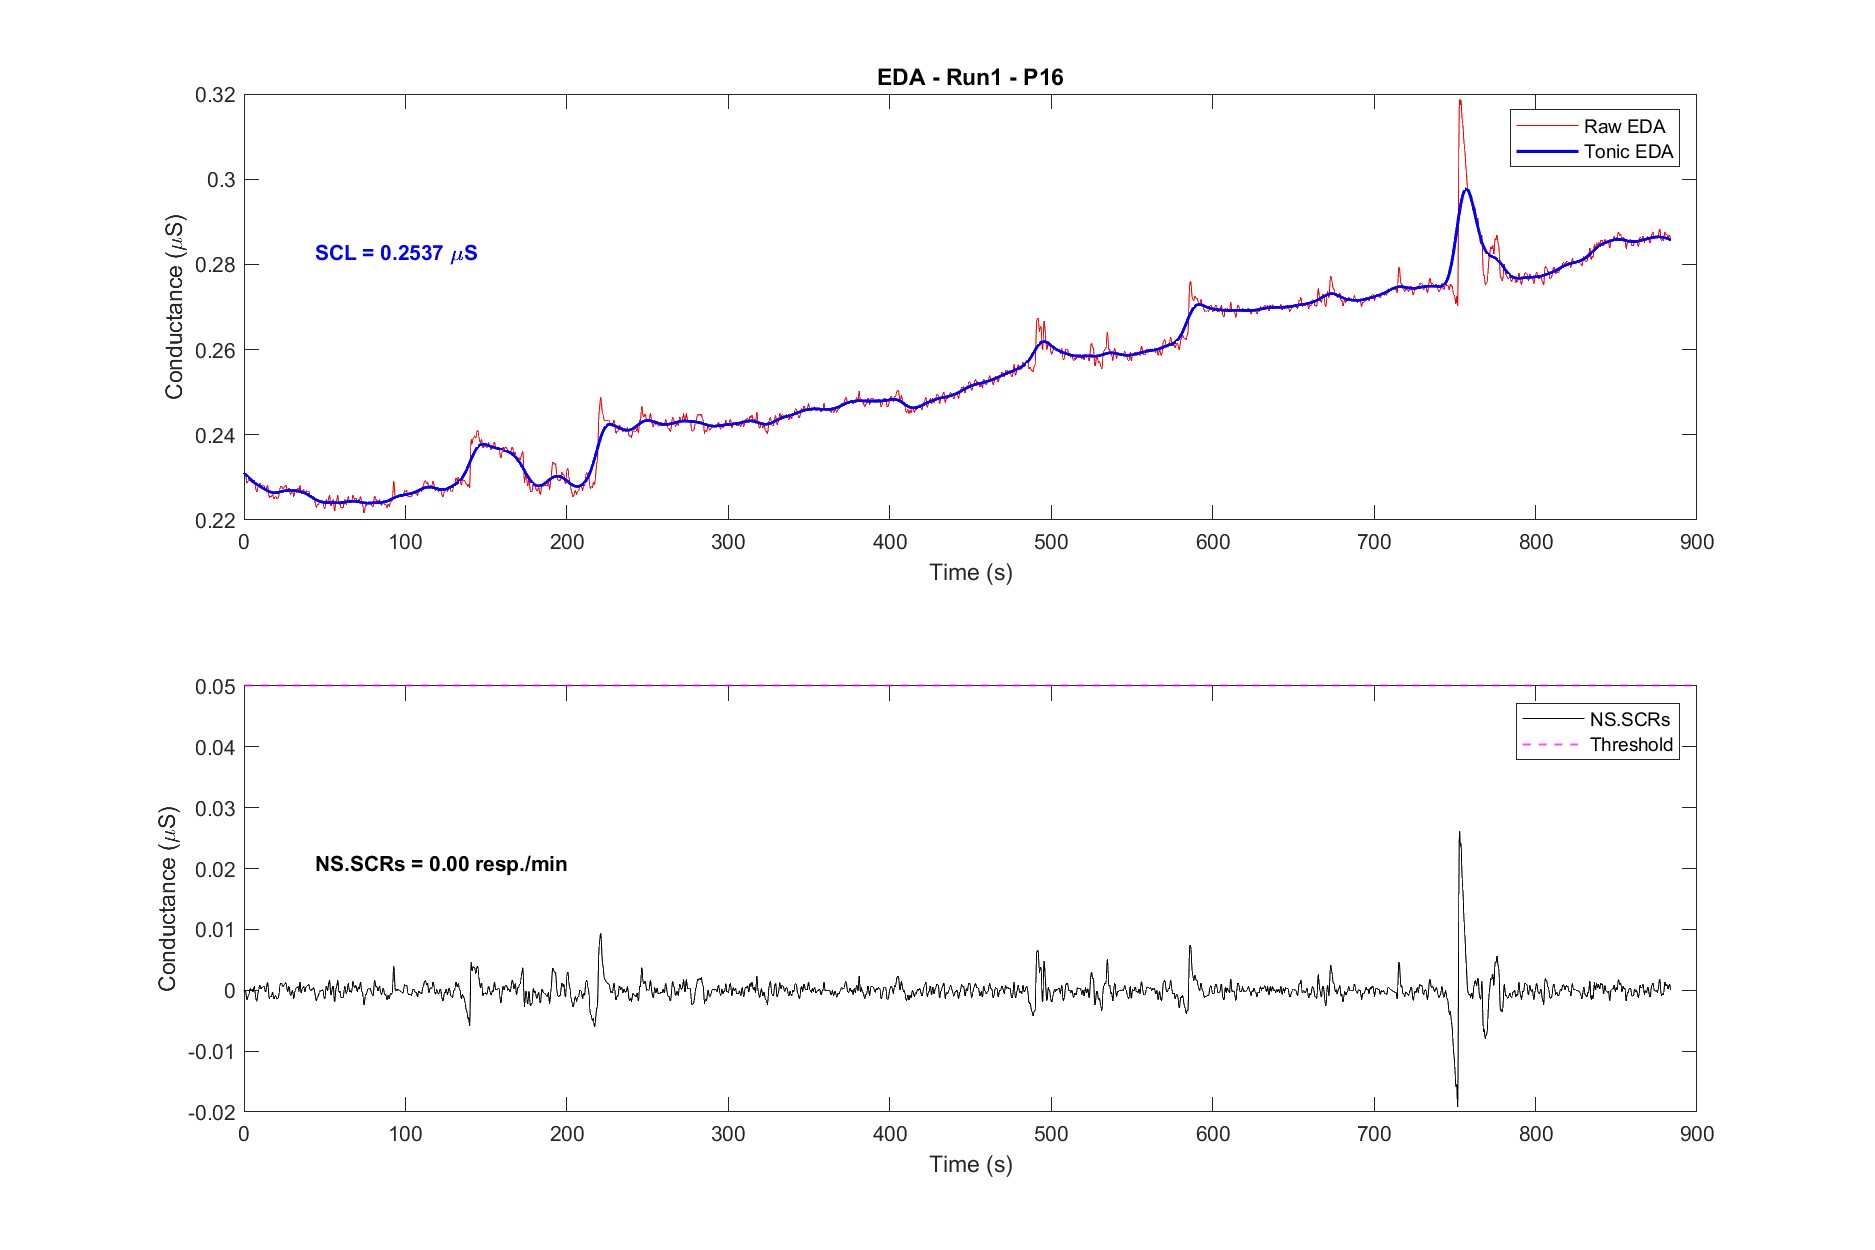 EDA - Run1 - P16
0.32
0.3
0.28
0.26
0.24
0.22
Conductance (μS)
SCL = 0.2537 μS
Raw EDA
Tonic EDA
0 100 200 300 400 500 600 700 800 900
Time (s)
0.05
0.04
0.03
0.02
0.01
0
-0.01
-0.02
Conductance (μS)
NS.SCRs = 0.00 resp./min
NS.SCRs
Threshold
0 100 200 300 400 500 600 700 800 900
Time (s)